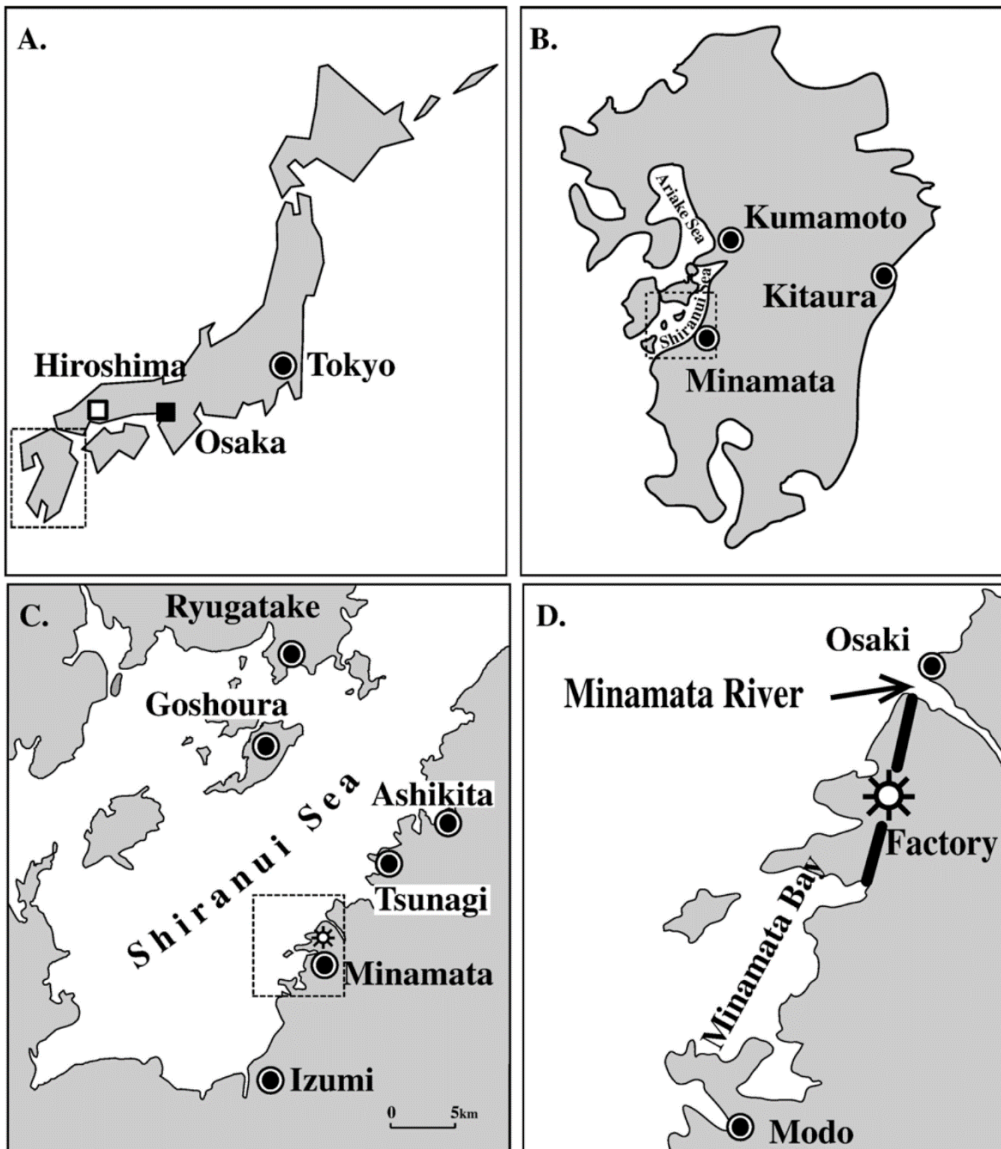 A.
Hiroshima
Tokyo
Osaka
B.
Ariake Sea
Kumamoto
Kitaura
Shiranui Sea
Minamata
C.
Ryugatake
Goshoura
Ashikita
Shiranui Sea
Tsunagi
Minamata
Izumi
0 5km
D.
Osaki
Minamata River
Factory
Minamata Bay
Modo